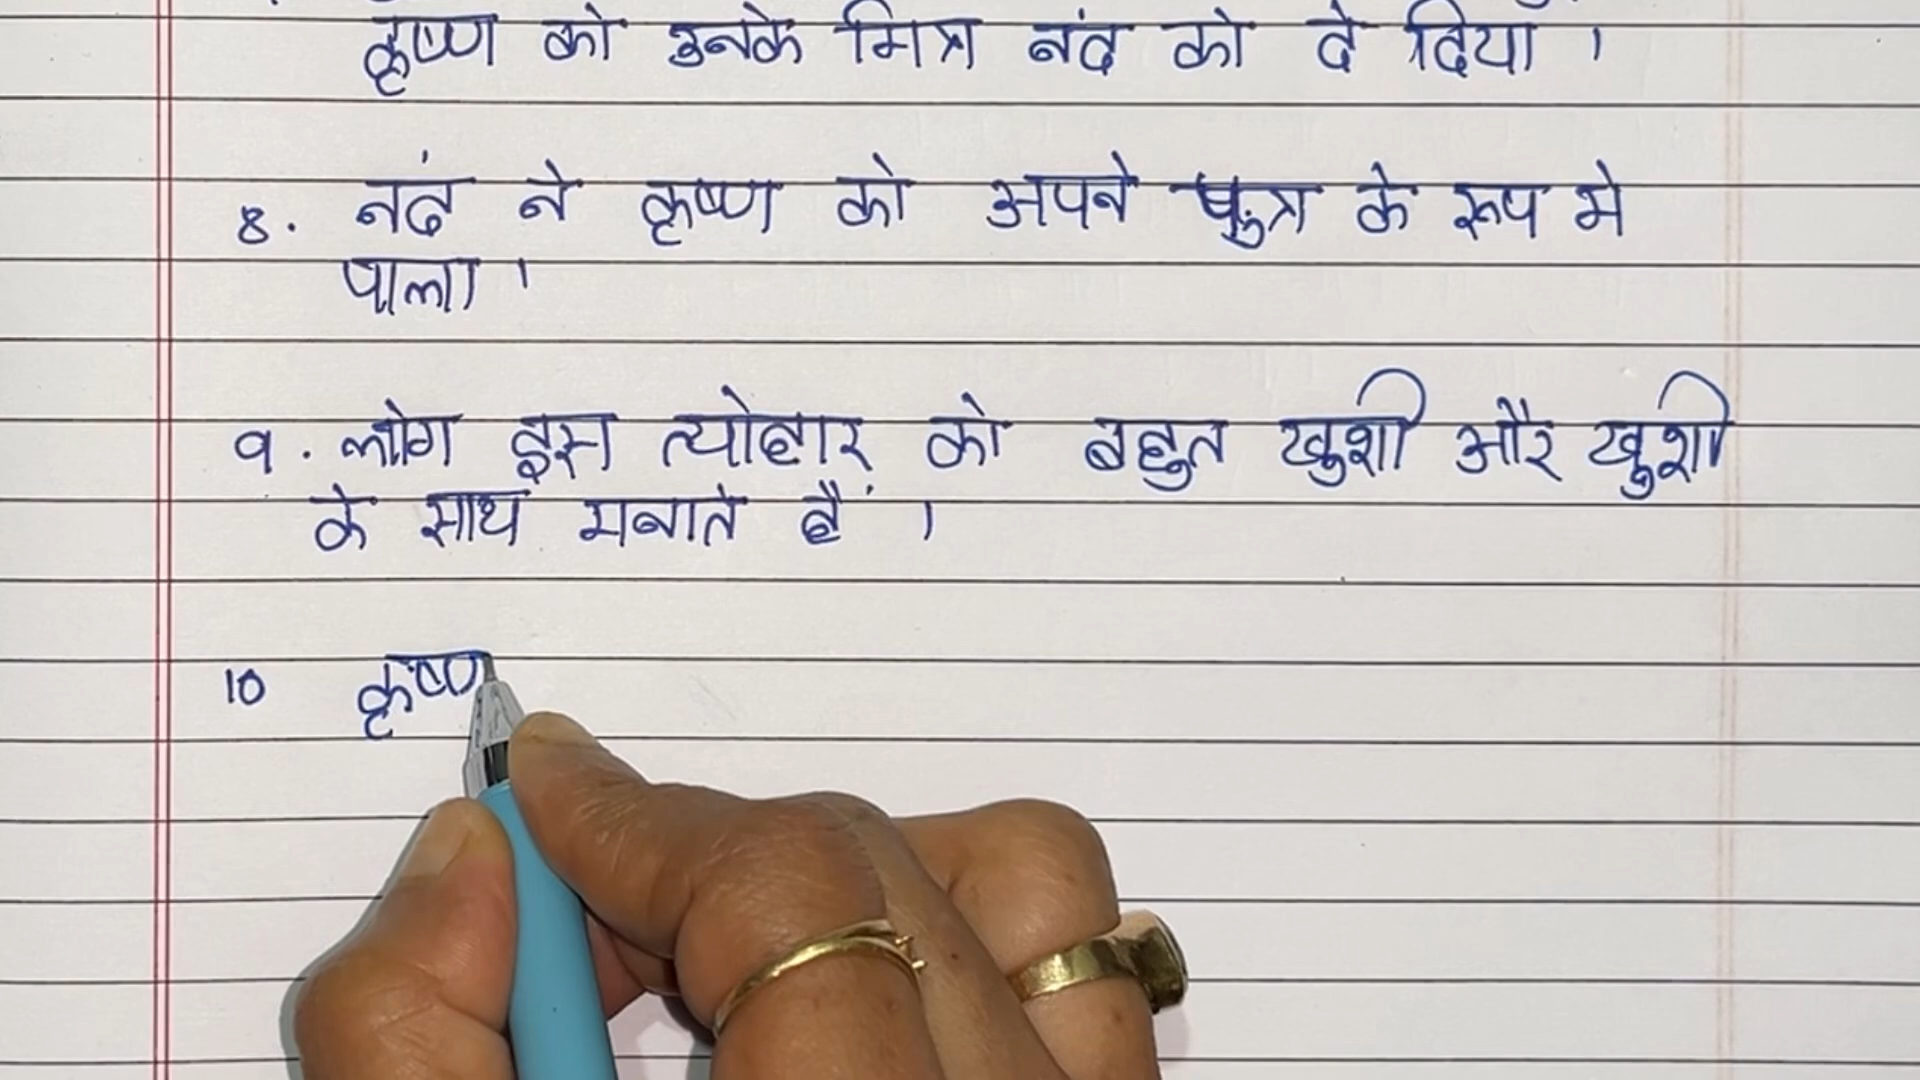 कृष्ण को उनके मित्र नंद को दे दिया ।
8. नंद ने कृष्ण को अपने पुत्र के रूप मे
पाला ।
9. लोग इस त्योहार को बहुत खुशी और खुशी
के साथ मनाते हैं ।
10 कृष्ण